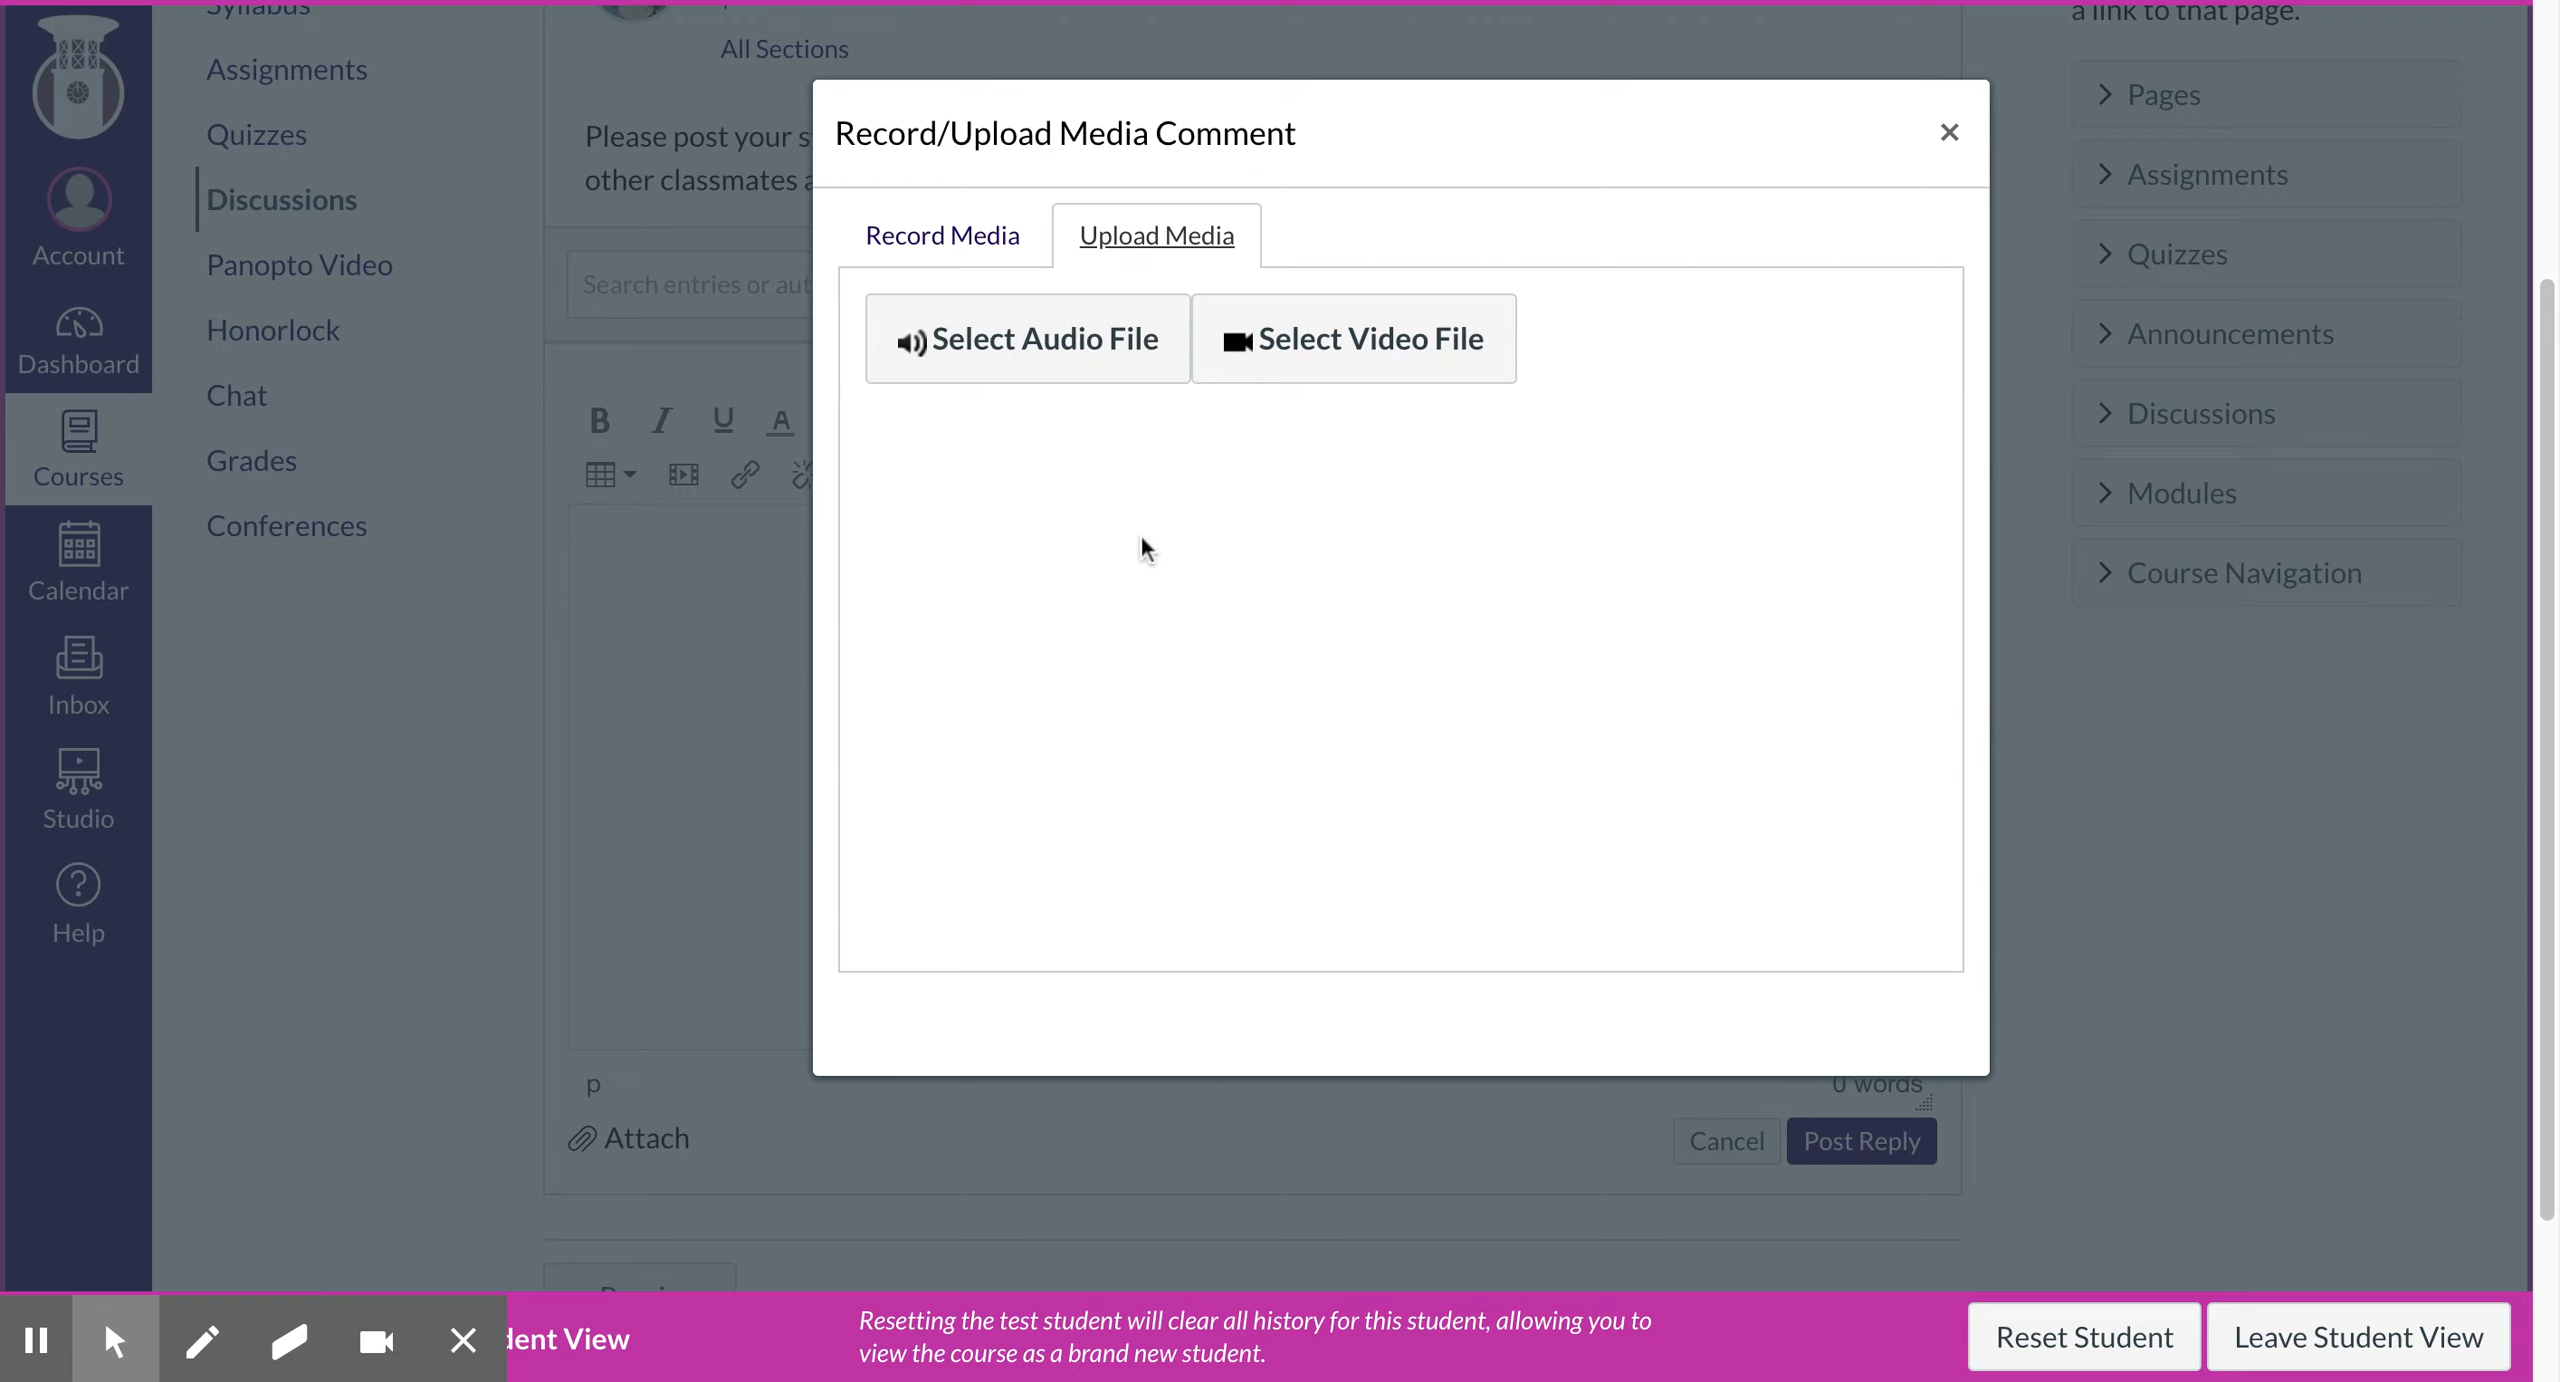 Syllabus
Assignments
Quizzes
Discussions
Panopto Video
Honorlock
Chat
Grades
Conferences
Account
Dashboard
Courses
Calendar
Inbox
Studio
Help
All Sections
Please post your
other classmates
Search entries or
B I U A
p
0 words
Attach
Cancel
Post Reply
Record/Upload Media Comment
×
Record Media
Upload Media
Select Audio File
Select Video File
a link to that page.
Pages
Assignments
Quizzes
Announcements
Discussions
Modules
Course Navigation
dent View
Resetting the test student will clear all history for this student, allowing you to
view the course as a brand new student.
Reset Student
Leave Student View